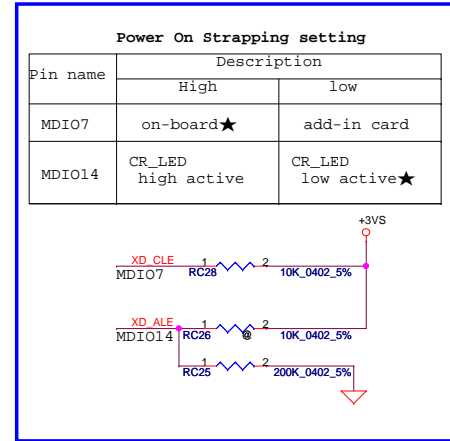 Power On Strapping setting
Pin name
Description
High
low
MDIO7
on-board★
add-in card
MDIO14
CR_LED
high active
CR_LED
low active★
+3VS
XD_CLE
MDIO7
1
2
RC28
10K_0402_5%
XD_ALE
MDIO14
1
2
RC26
@
10K_0402_5%
1
2
RC25
200K_0402_5%